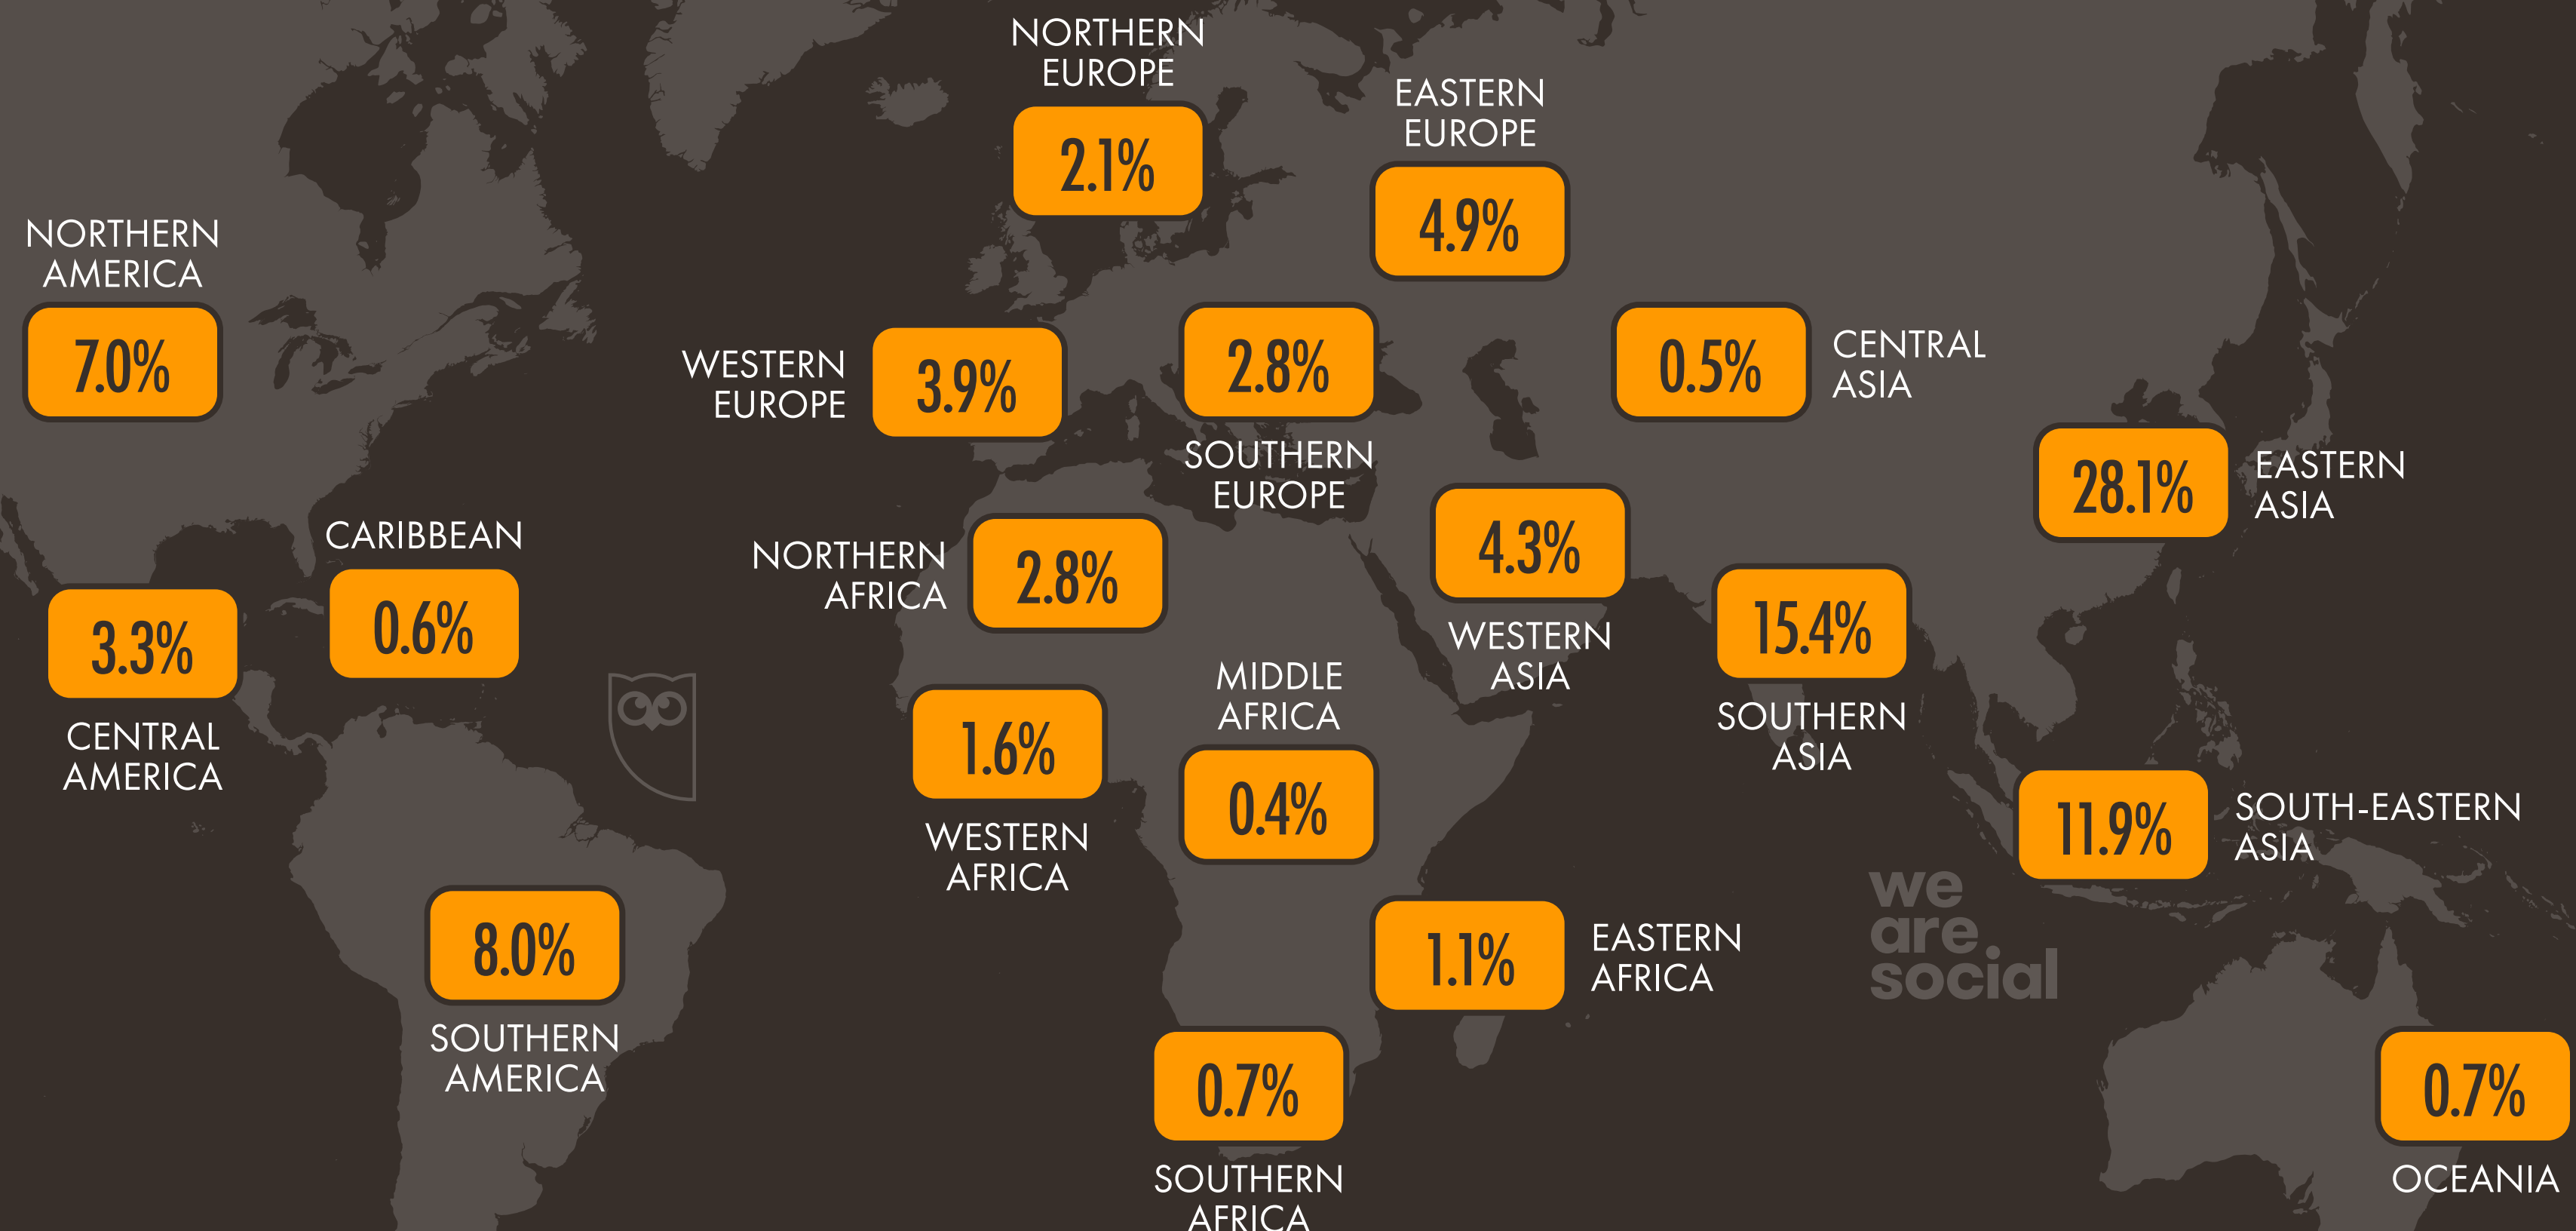 NORTHERN
EUROPE
2.1%
EASTERN
EUROPE
4.9%
NORTHERN
AMERICA
7.0%
WESTERN
EUROPE
3.9%
2.8%
SOUTHERN
EUROPE
0.5%
CENTRAL
ASIA
28.1%
EASTERN
ASIA
CARIBBEAN
0.6%
3.3%
CENTRAL
AMERICA
NORTHERN
AFRICA
2.8%
4.3%
WESTERN
ASIA
15.4%
SOUTHERN
ASIA
1.6%
WESTERN
AFRICA
MIDDLE
AFRICA
0.4%
11.9%
SOUTH-EASTERN
ASIA
8.0%
SOUTHERN
AMERICA
1.1%
EASTERN
AFRICA
we
are
social
0.7%
SOUTHERN
AFRICA
0.7%
OCEANIA